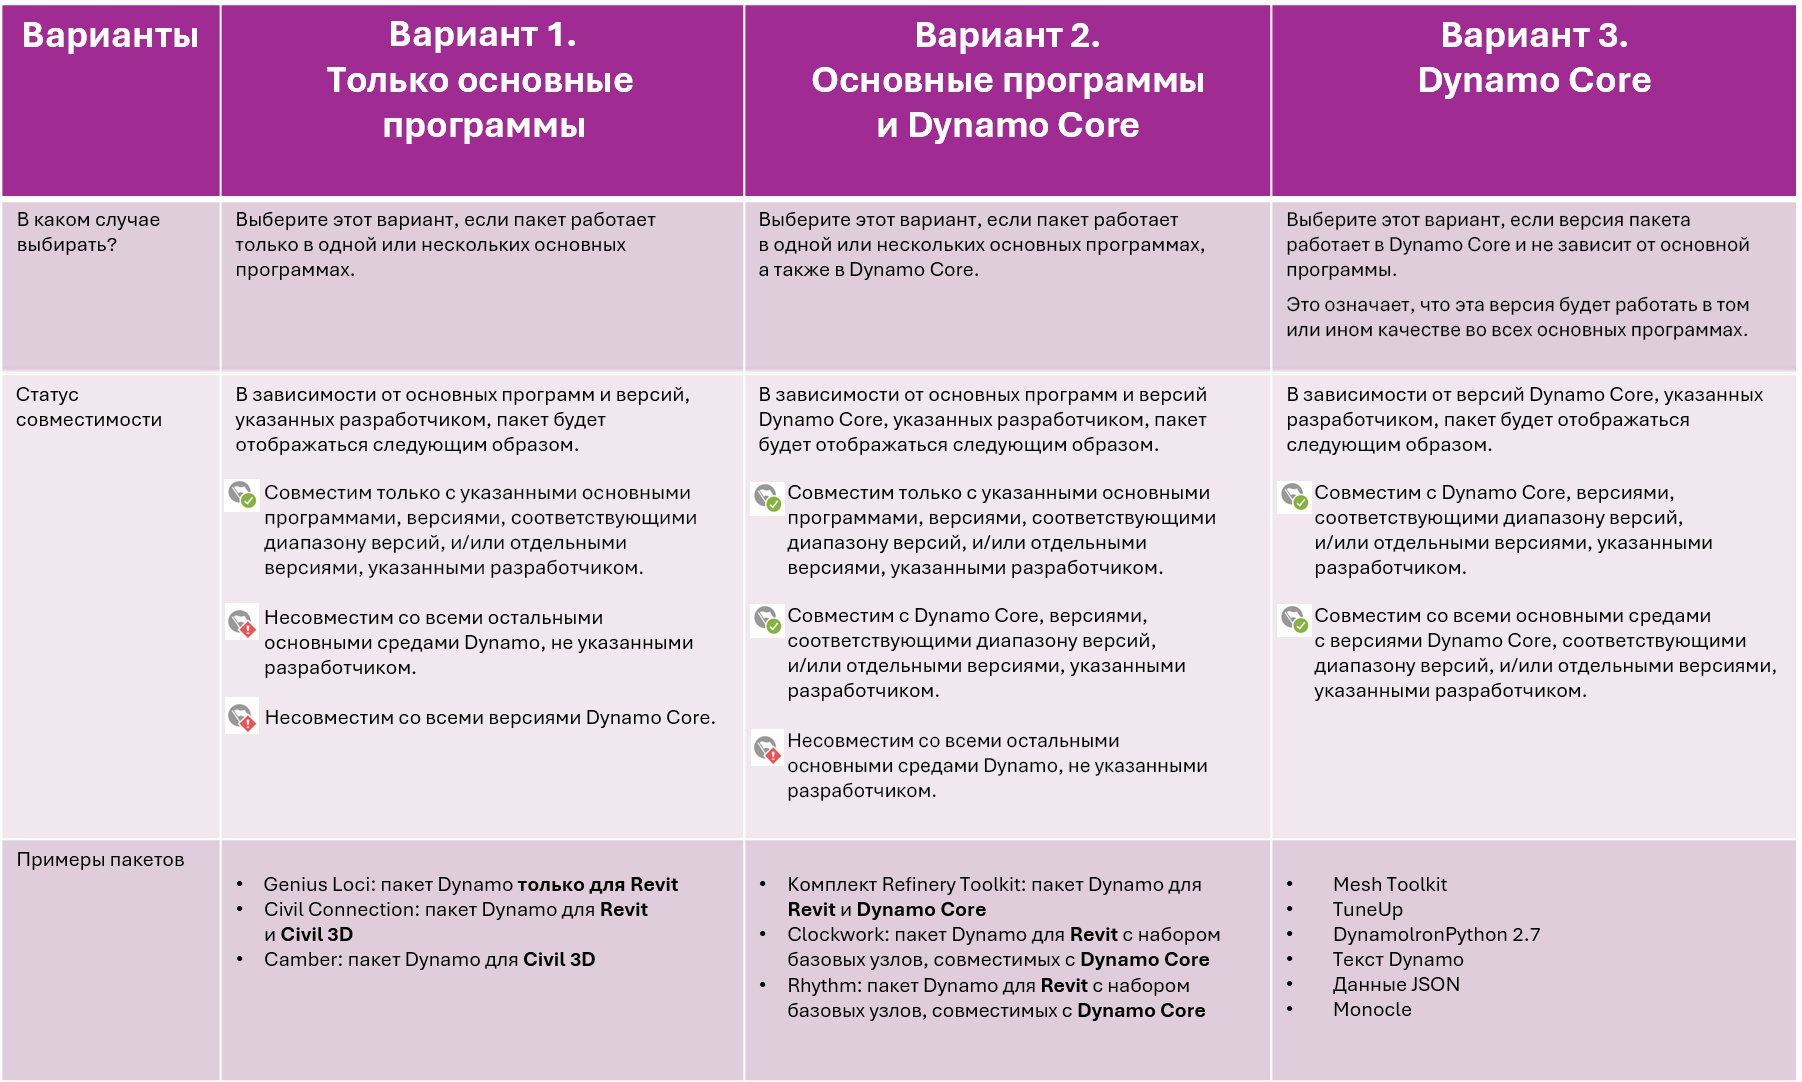 Варианты
Вариант 1.
Только основные
программы
Вариант 2.
Основные программы
и Dynamo Core
Вариант 3.
Dynamo Core
В каком случае
выбирать?
Выберите этот вариант, если пакет работает
только в одной или нескольких основных
программах.
Выберите этот вариант, если пакет работает
в одной или нескольких основных программах,
а также в Dynamo Core.
Выберите этот вариант, если версия пакета
работает в Dynamo Core и не зависит от основной
программы.
Это означает, что эта версия будет работать в том
или ином качестве во всех основных программах.
Статус
совместимости
В зависимости от основных программ и версий,
указанных разработчиком, пакет будет
отображаться следующим образом.
Совместим только с указанными основными
программами, версиями, соответствующими
диапазону версий, и/или отдельными
версиями, указанными разработчиком.
Несовместим со всеми остальными
основными средами Dynamo, не указанными
разработчиком.
Несовместим со всеми версиями Dynamo Core.
В зависимости от основных программ и версий
Dynamo Core, указанных разработчиком, пакет
будет отображаться следующим образом.
Совместим только с указанными основными
программами, версиями, соответствующими
диапазону версий, и/или отдельными
версиями, указанными разработчиком.
Совместим с Dynamo Core, версиями,
соответствующими диапазону версий,
и/или отдельными версиями, указанными
разработчиком.
Несовместим со всеми остальными
основными средами Dynamo, не указанными
разработчиком.
В зависимости от версий Dynamo Core, указанных
разработчиком, пакет будет отображаться
следующим образом.
Совместим с Dynamo Core, версиями,
соответствующими диапазону версий,
и/или отдельными версиями, указанными
разработчиком.
Совместим со всеми основными средами
с версиями Dynamo Core, соответствующими
диапазону версий, и/или отдельными версиями,
указанными разработчиком.
Примеры пакетов
• Genius Loci: пакет Dynamo только для Revit
• Civil Connection: пакет Dynamo для Revit
и Civil 3D
• Camber: пакет Dynamo для Civil 3D
• Комплект Refinery Toolkit: пакет Dynamo для
Revit и Dynamo Core
• Clockwork: пакет Dynamo для Revit с набором
базовых узлов, совместимых с Dynamo Core
• Rhythm: пакет Dynamo для Revit с набором
базовых узлов, совместимых с Dynamo Core
• Mesh Toolkit
• TuneUp
• DynamoIronPython 2.7
• Текст Dynamo
• Данные JSON
• Monocle